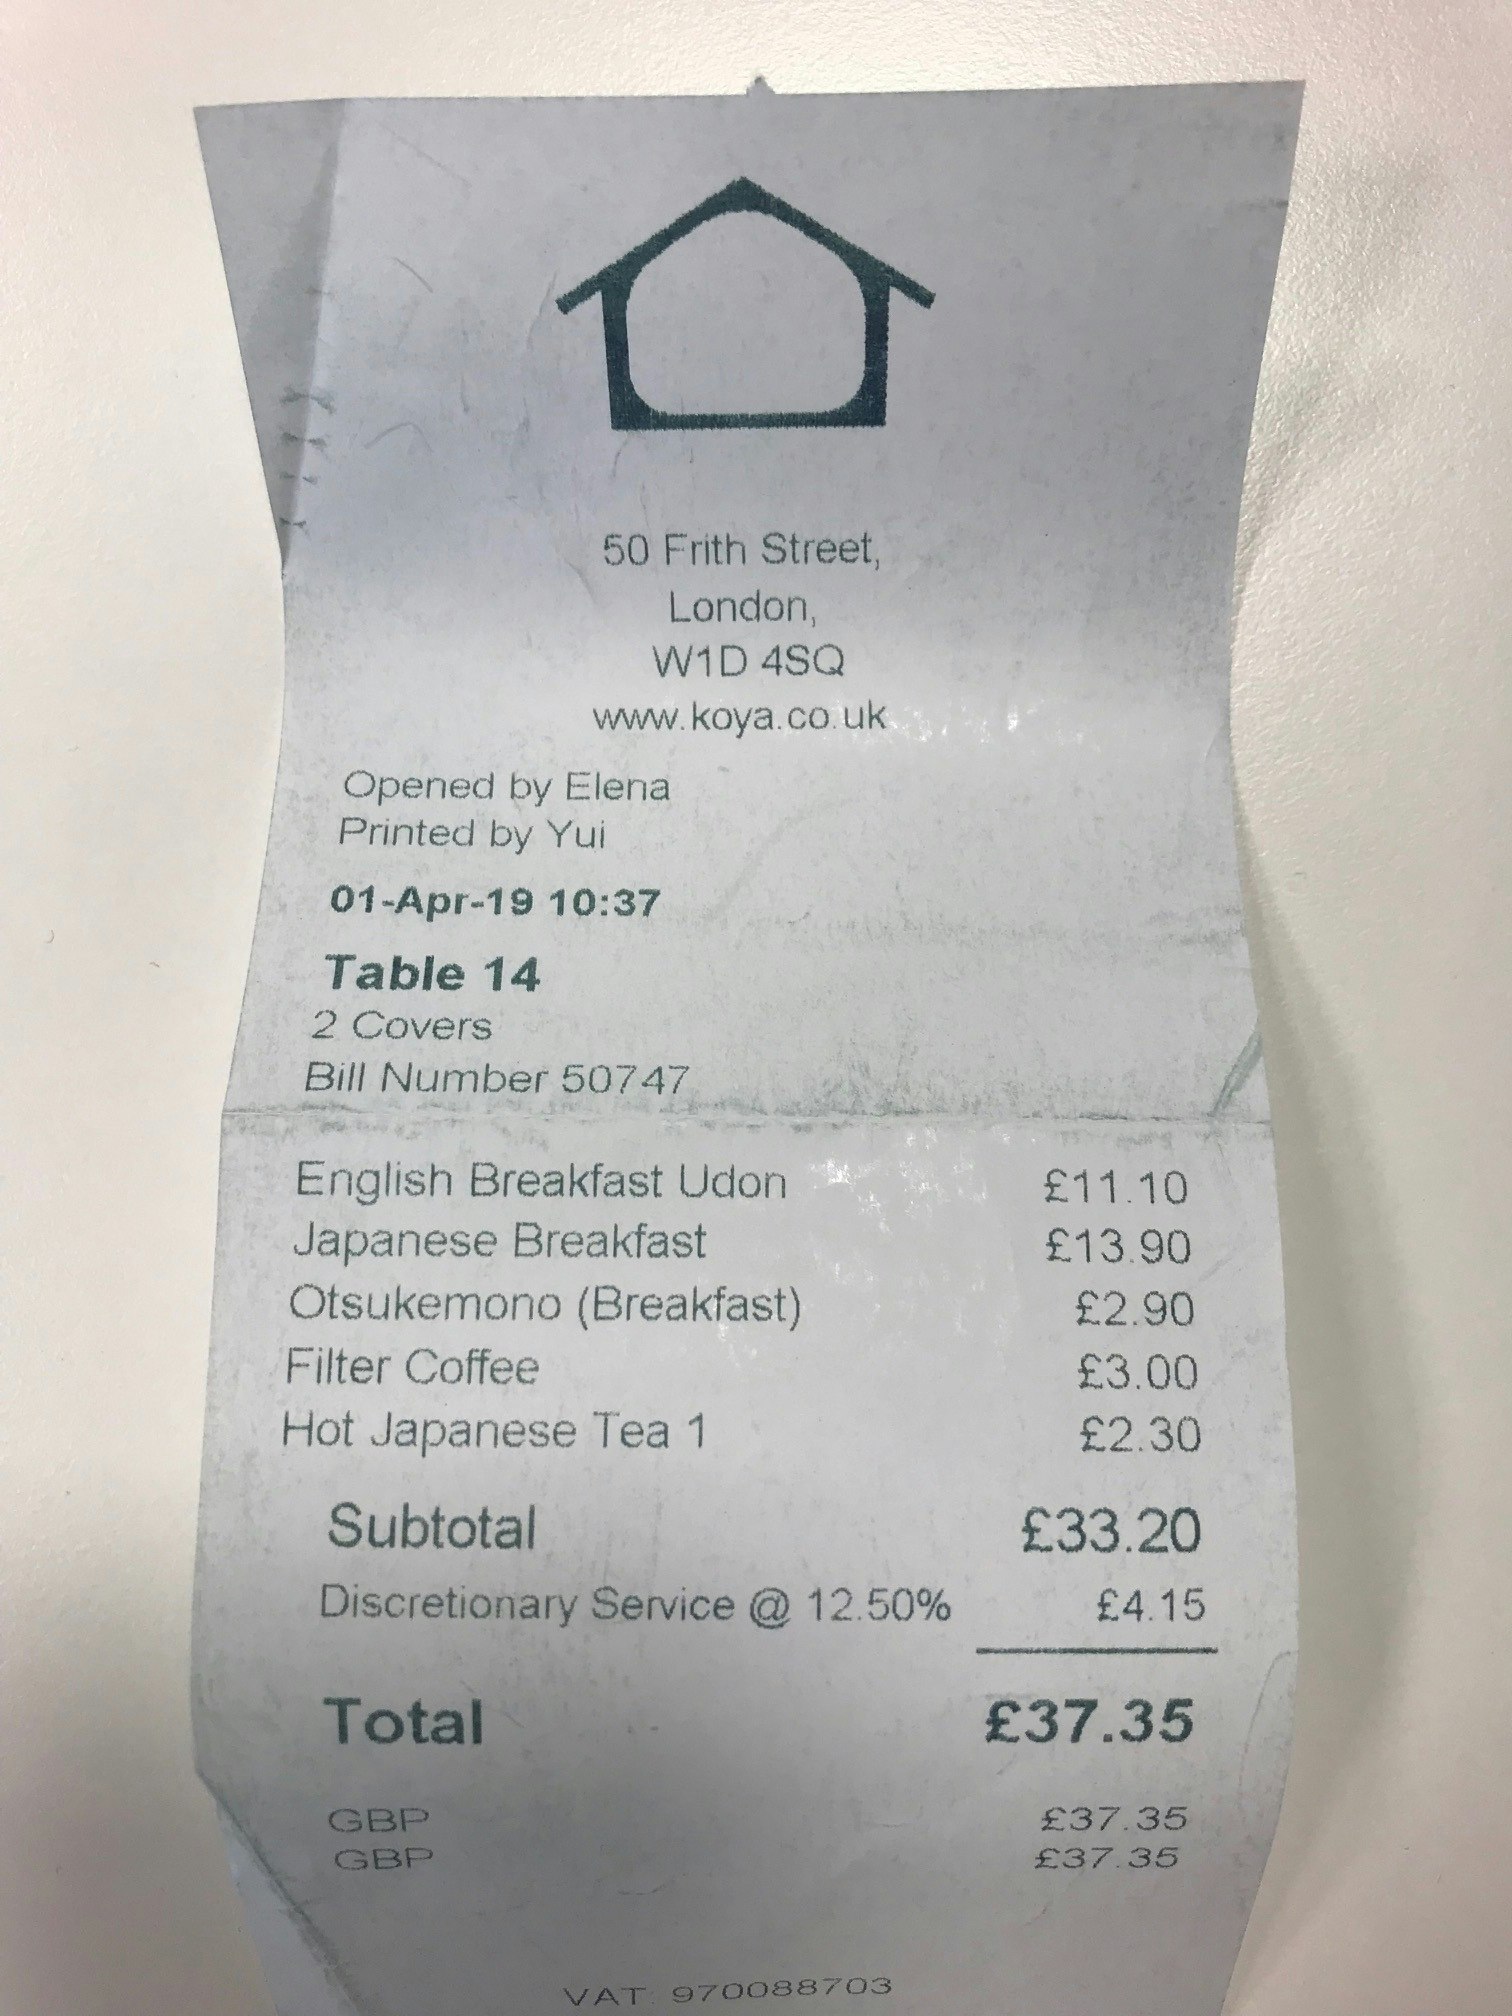 50 Frith Street,
London,
W1D 4SQ
www.koya.co.uk
Opened by Elena
Printed by Yui
01-Apr-19 10:37
Table 14
2 Covers
Bill Number 50747
English Breakfast Udon £11.10
Japanese Breakfast £13.90
Otsukemono (Breakfast) £2.90
Filter Coffee £3.00
Hot Japanese Tea 1 £2.30
Subtotal £33.20
Discretionary Service @ 12.50% £4.15
Total £37.35
GBP £37.35
GBP £37.35
VAT: 970088703